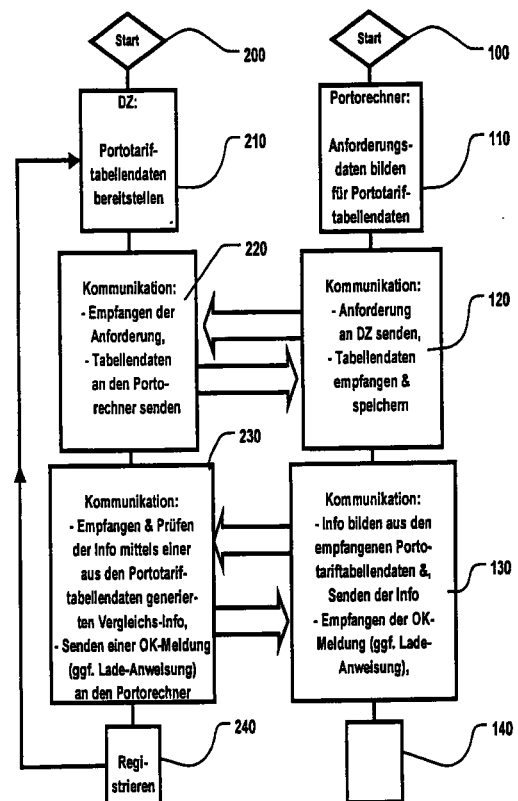 Start
200
DZ:
Portotarif-
tabellendaten
bereitstellen
210
220
Kommunikation:
- Empfangen der
Anforderung,
- Tabellendaten
an den Porto-
rechner senden
230
Kommunikation:
- Empfangen & Prüfen
der Info mittels einer
aus den Portotarif-
tabellendaten generier-
ten Vergleichs-Info,
- Senden einer OK-Meldung
(ggf. Lade-Anweisung)
an den Portorechner
240
Regi-
strieren
Start
100
Portorechner:
Anforderungs-
daten bilden
für Portotarif-
tabellendaten
110
Kommunikation:
- Anforderung
an DZ senden,
- Tabellendaten
empfangen &
speichern
120
Kommunikation:
- Info bilden aus den
empfangenen Porto-
tariftabellendaten &,
Senden der Info
- Empfangen der OK-
Meldung (ggf. Lade-
Anweisung),
130
140